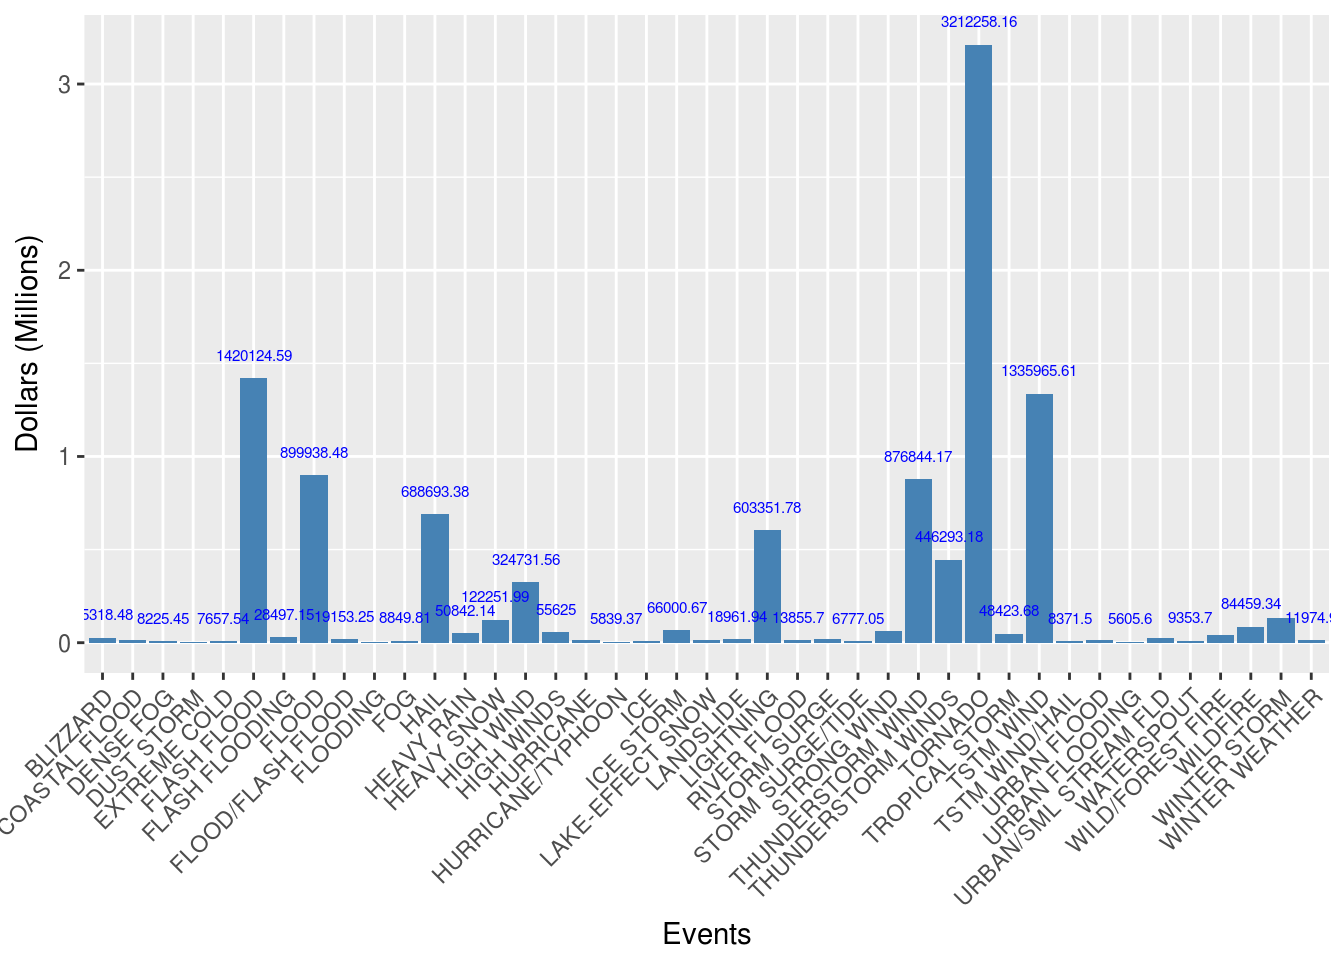 3212258.16
3
2
1420124.59
1335965.61
1
899938.48
876844.17
688693.38
603351.78
446293.18
324731.56
122251.99
84459.34
5318.48 8225.45 7657.54 28497.15 19153.25 8849.81 50842.14 55625 5839.37 66000.67 18961.94 13855.7 6777.05 48423.68 8371.5 5605.6 9353.7
0
Dollars (Millions)
BLIZZARD
COASTAL FLOOD
DENSE FOG
DUST STORM
EXTREME COLD
FLASH FLOOD
FLASH FLOODING
FLOOD
FLOOD/FLASH FLOOD
FLOODING
FOG
HAIL
HEAVY RAIN
HEAVY SNOW
HIGH WIND
HIGH WINDS
HURRICANE
HURRICANE/TYPHOON
ICE
ICE STORM
LAKE-EFFECT SNOW
LANDSLIDE
LIGHTNING
RIVER FLOOD
STORM SURGE
STORM SURGE/TIDE
STRONG WIND
THUNDERSTORM WIND
THUNDERSTORM WINDS
TORNADO
TROPICAL STORM
TSTM WIND
TSTM WIND/HAIL
URBAN FLOOD
URBAN FLOODING
URBAN/SML STREAM FLD
WATERSPOUT
WILD/FOREST FIRE
WILDFIRE
WINTER STORM
WINTER WEATHER
Events